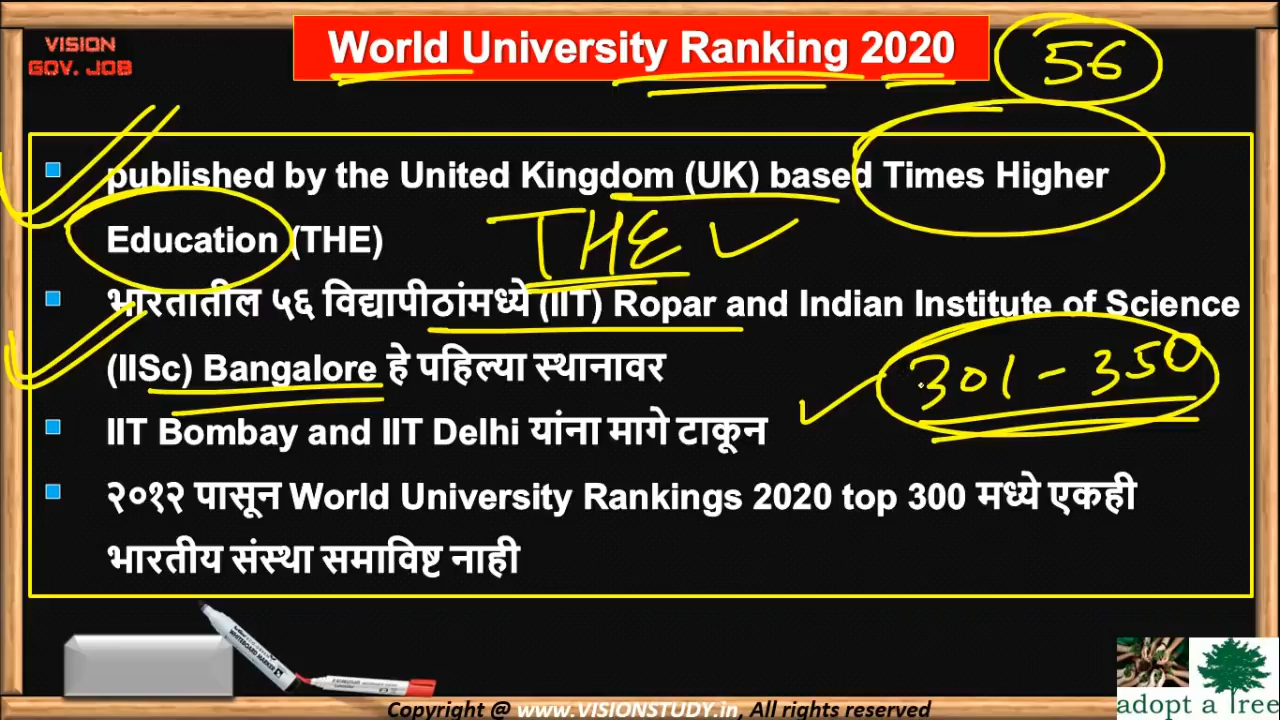 VISION
GOV. JOB
World University Ranking 2020
56
published by the United Kingdom (UK) based Times Higher
Education (THE)
THE
भारतातील ५६ विद्यापीठांमध्ये (IIT) Ropar and Indian Institute of Science
(IISc) Bangalore हे पहिल्या स्थानावर
301 - 350
IIT Bombay and IIT Delhi यांना मागे टाकून
२०१२ पासून World University Rankings 2020 top 300 मध्ये एकही
भारतीय संस्था समाविष्ट नाही
WHITEBOARD MARKER
Copyright @ www.VISIONSTUDY.in, All rights reserved
adopt a Tree